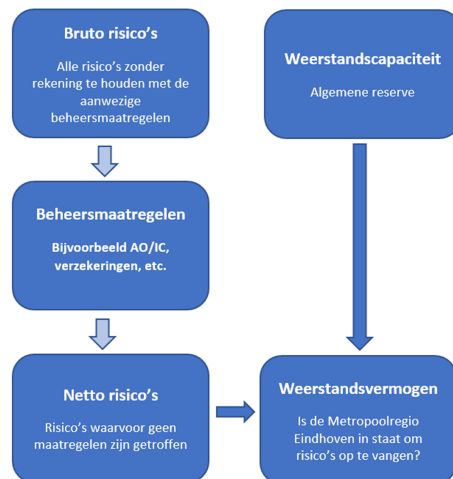 Bruto risico's
Alle risico's zonder
rekening te houden met de
aanwezige
beheersmaatregelen
Weerstandscapaciteit
Algemene reserve
Beheersmaatregelen
Bijvoorbeeld AO/IC,
verzekeringen, etc.
Netto risico's
Risico's waarvoor geen
maatregelen zijn getroffen
Weerstandsvermogen
Is de Metropoolregio
Eindhoven in staat om
risico's op te vangen?